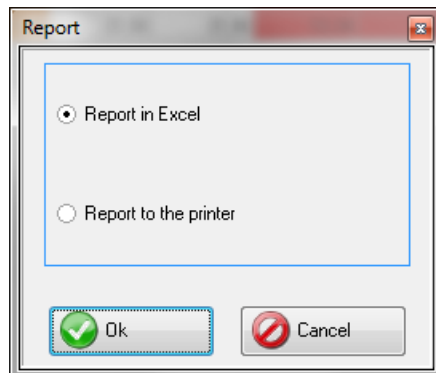 Report
Report in Excel
Report to the printer
Ok
Cancel